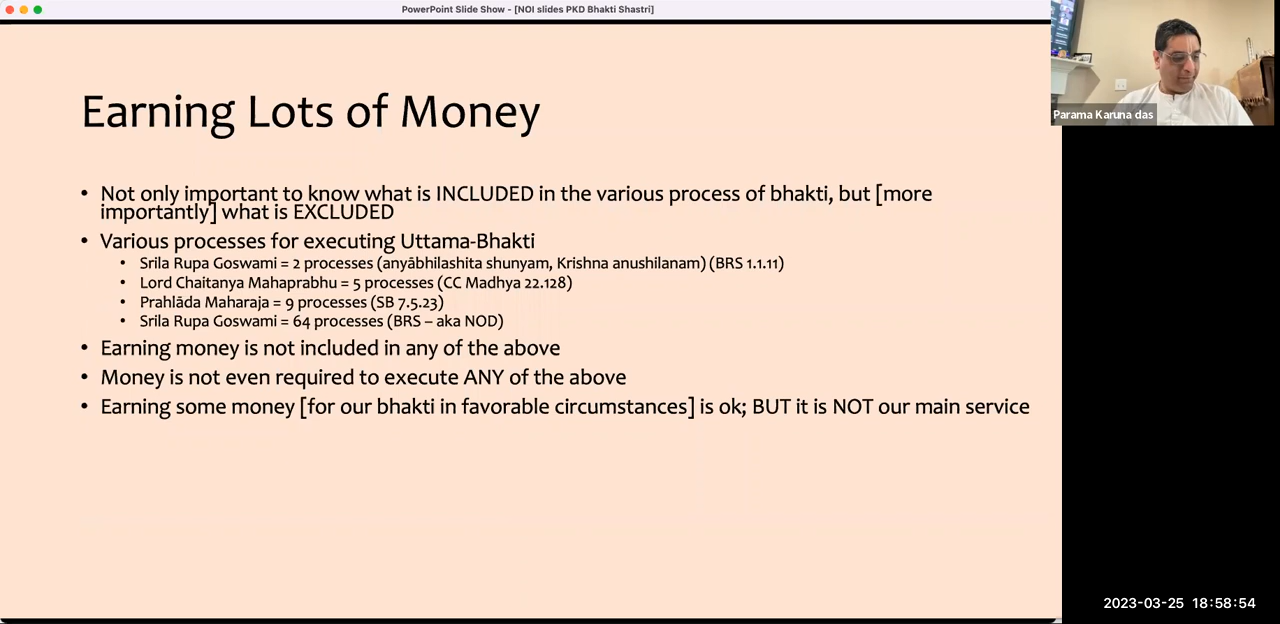 PowerPoint Slide Show - [NOI slides PKD Bhakti Shastri]
Earning Lots of Money
• Not only important to know what is INCLUDED in the various process of bhakti, but [more
importantly] what is EXCLUDED
• Various processes for executing Uttama-Bhakti
• Srila Rupa Goswami = 2 processes (anyâbhilashita shunyam, Krishna anushilanam) (BRS 1.1.11)
• Lord Chaitanya Mahaprabhu = 5 processes (CC Madhya 22.128)
• Prahlāda Maharaja = 9 processes (SB 7.5.23)
• Srila Rupa Goswami = 64 processes (BRS – aka NOD)
• Earning money is not included in any of the above
• Money is not even required to execute ANY of the above
• Earning some money [for our bhakti in favorable circumstances] is ok; BUT it is NOT our main service
Parama Karuna das
2023-03-25 18:58:54